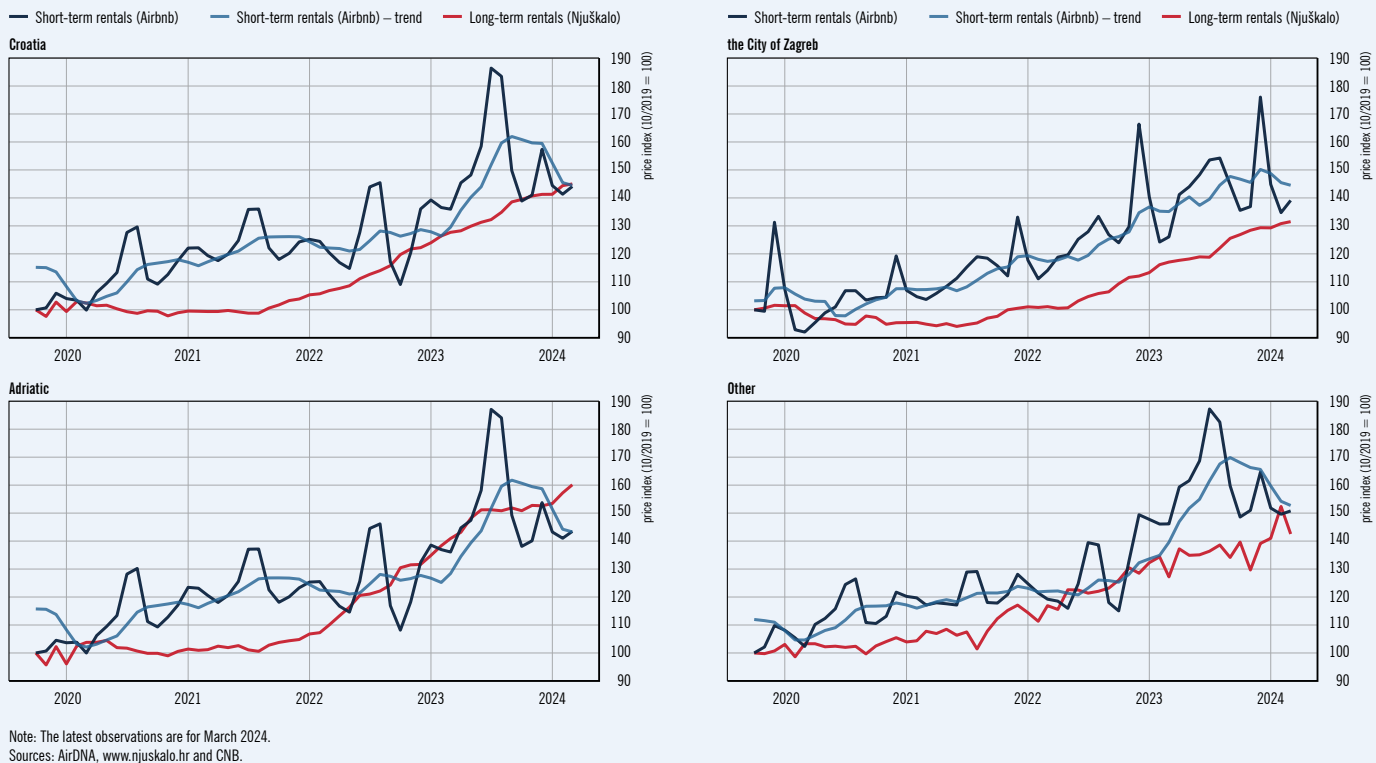 Short-term rentals (Airbnb) Short-term rentals (Airbnb) – trend Long-term rentals (Njuškalo)
Croatia
190
180
170
160
150
140
130
120
110
100
90
price index (10/2019 = 100)
2020 2021 2022 2023 2024
Short-term rentals (Airbnb) Short-term rentals (Airbnb) – trend Long-term rentals (Njuškalo)
the City of Zagreb
190
180
170
160
150
140
130
120
110
100
90
price index (10/2019 = 100)
2020 2021 2022 2023 2024
Adriatic
190
180
170
160
150
140
130
120
110
100
90
price index (10/2019 = 100)
2020 2021 2022 2023 2024
Other
190
180
170
160
150
140
130
120
110
100
90
price index (10/2019 = 100)
2020 2021 2022 2023 2024
Note: The latest observations are for March 2024.
Sources: AirDNA, www.njuskalo.hr and CNB.